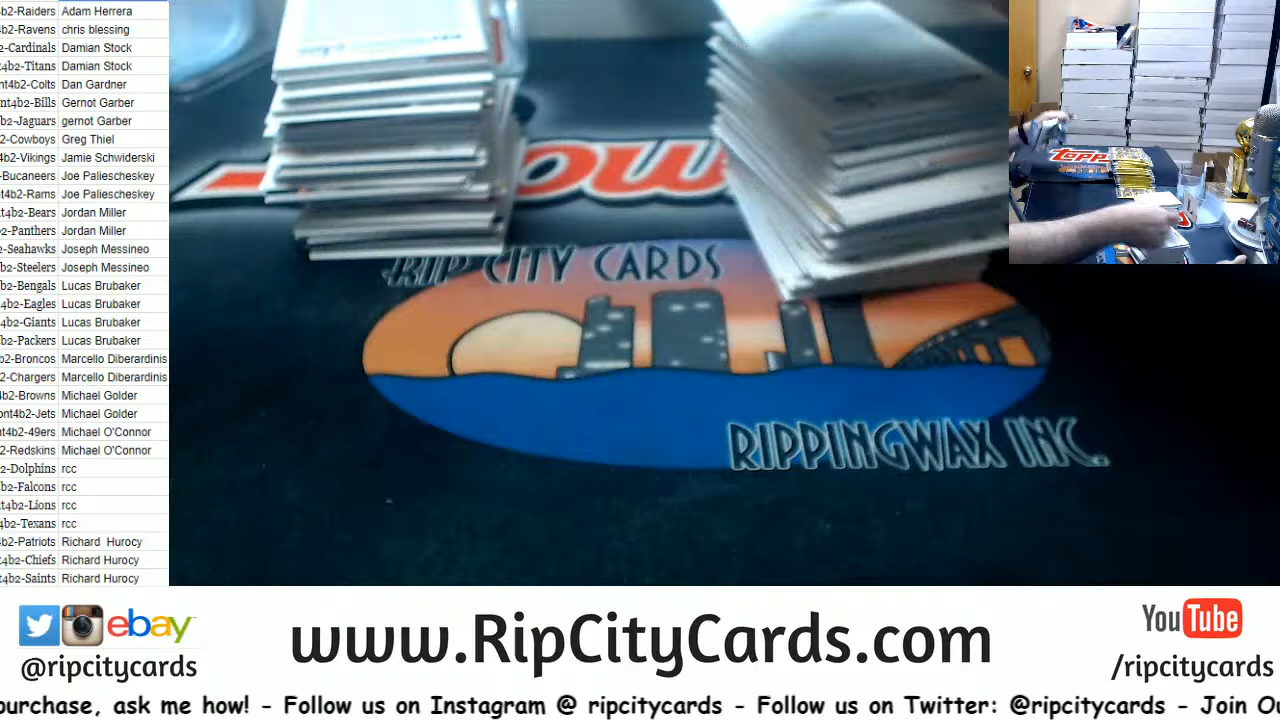 b2-Raiders Adam Herrera
4b2-Ravens chris blessing
2-Cardinals Damian Stock
t4b2-Titans Damian Stock
nt4b2-Colts Dan Gardner
nt4b2-Bills Gernot Garber
b2-Jaguars gernot Garber
2-Cowboys Greg Thiel
4b2-Vikings Jamie Schwiderski
-Bucaneers Joe Paliescheskey
nt4b2-Rams Joe Paliescheskey
t4b2-Bears Jordan Miller
-Panthers Jordan Miller
2-Seahawks Joseph Messineo
b2-Steelers Joseph Messineo
b2-Bengals Lucas Brubaker
4b2-Eagles Lucas Brubaker
t4b2-Giants Lucas Brubaker
b2-Packers Lucas Brubaker
b2-Broncos Marcello Diberardinis
2-Chargers Marcello Diberardinis
4b2-Browns Michael Golder
ont4b2-Jets Michael Golder
nt4b2-49ers Michael O'Connor
2-Redskins Michael O'Connor
2-Dolphins rcc
b2-Falcons rcc
t4b2-Lions rcc
4b2-Texans rcc
b2-Patriots Richard Hurocy
t4b2-Chiefs Richard Hurocy
t4b2-Saints Richard Hurocy
RIP CITY CARDS
RIPPINGWAX INC.
topp
ebay
@ripcitycards
www.RipCityCards.com
YouTube
/ripcitycards
purchase, ask me how! - Follow us on Instagram @ ripcitycards - Follow us on Twitter: @ripcitycards - Join Ou